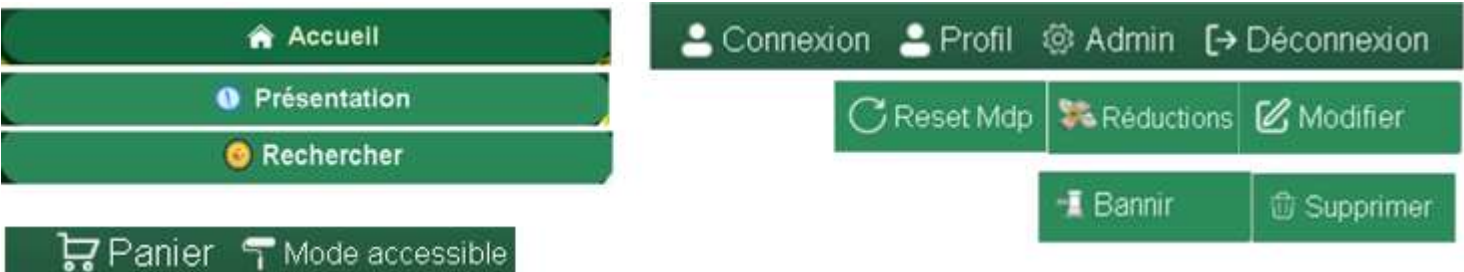 Accueil
Présentation
Rechercher
Panier Mode accessible
Connexion Profil Admin Déconnexion
Reset Mdp Réductions Modifier
Bannir Supprimer